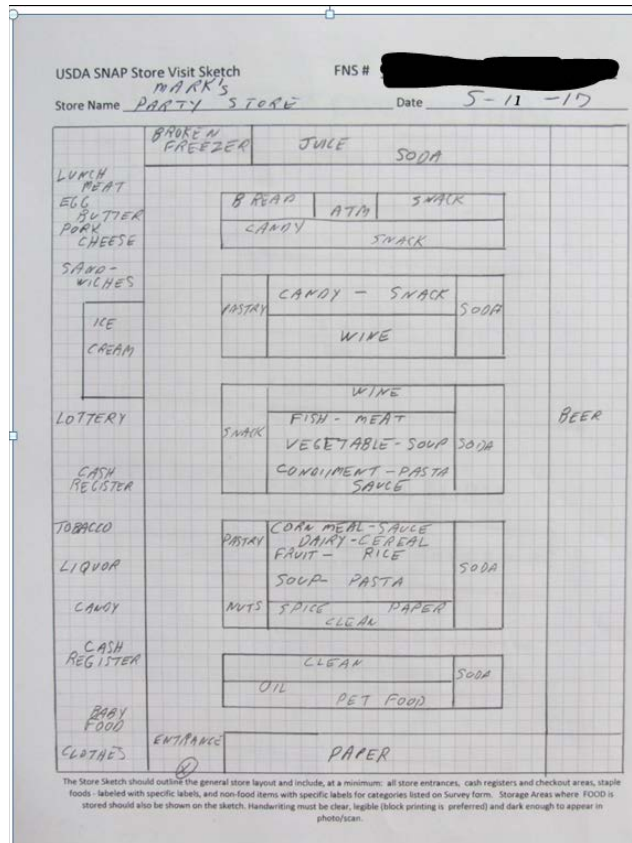 USDA SNAP Store Visit Sketch FNS #
MARK'S
Store Name PARTY STORE Date 5-11-17
BROKEN
FREEZER
JUICE
SODA
LUNCH
MEAT
EGG
BUTTER
PORK
CHEESE
SAND-
WICHES
ICE
CREAM
LOTTERY
CASH
REGISTER
TOBACCO
LIQUOR
CANDY
CASH
REGISTER
BABY
FOOD
CLOTHES
BREAD
ATM
SNACK
CANDY
SNACK
PASTRY
CANDY - SNACK
WINE
SODA
SNACK
WINE
FISH - MEAT
VEGETABLE - SOUP
CONDIIMENT - PASTA
SAUCE
SODA
PASTRY
NUTS
CORN MEAL - SAUCE
DAIRY - CEREAL
FRUIT - RICE
SOUP - PASTA
SPICE PAPER
CLEAN
SODA
CLEAN
OIL
PET FOOD
SODA
BEER
ENTRANCE
X
PAPER
The Store Sketch should outline the general store layout and include, at a minimum: all store entrances, cash registers and checkout areas, staple
foods - labeled with specific labels, and non-food items with specific labels for categories listed on Survey form. Storage Areas where FOOD is
stored should also be shown on the sketch. Handwriting must be clear, legible (block printing is preferred) and dark enough to appear in
photo/scan.